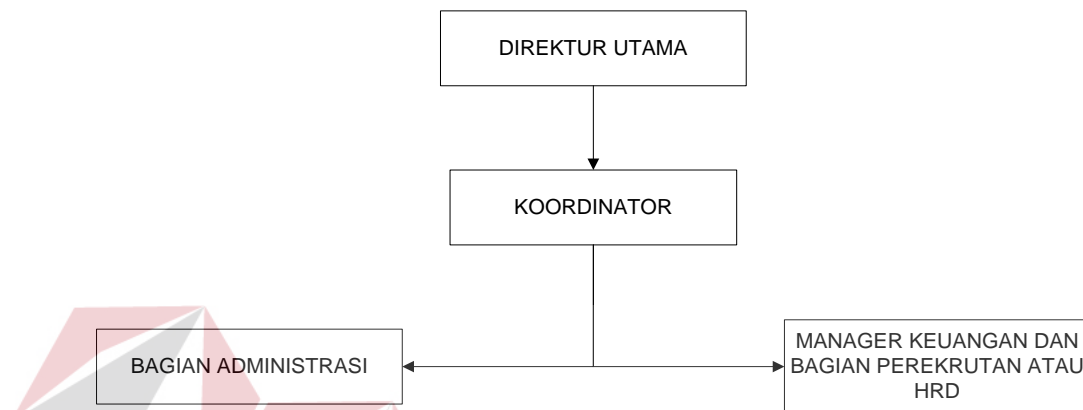 DIREKTUR UTAMA
KOORDINATOR
BAGIAN ADMINISTRASI
MANAGER KEUANGAN DAN
BAGIAN PEREKRUTAN ATAU
HRD